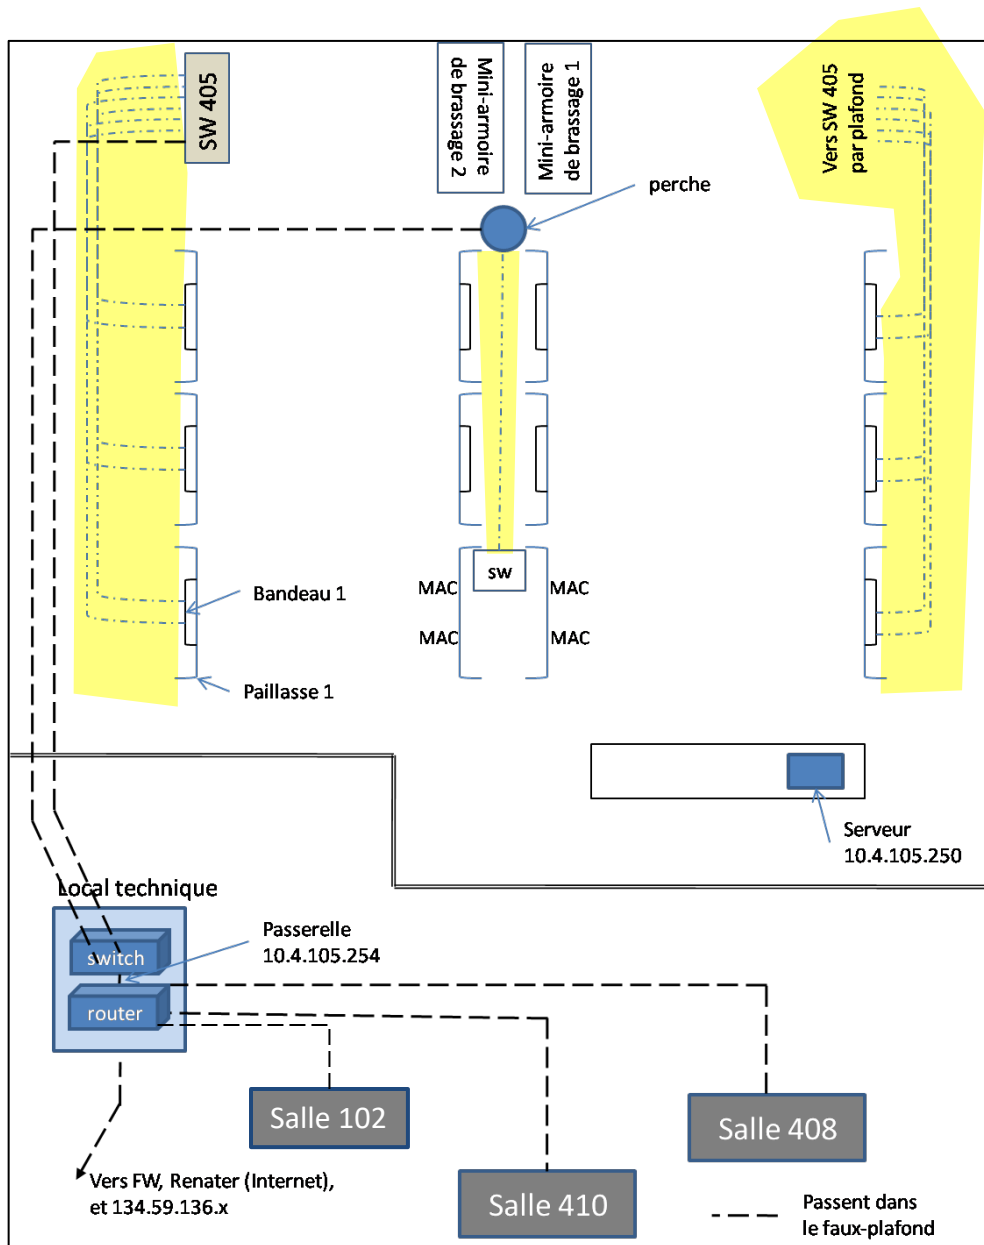 SW 405
Mini-armoire
de brassage 2
Mini-armoire
de brassage 1
Vers SW 405
par plafond
perche
sw
MAC
MAC
MAC
MAC
Bandeau 1
Paillasse 1
Serveur
10.4.105.250
Local technique
switch
Passerelle
10.4.105.254
router
Salle 102
Salle 408
Salle 410
Vers FW, Renater (Internet),
et 134.59.136.x
Passent dans
le faux-plafond